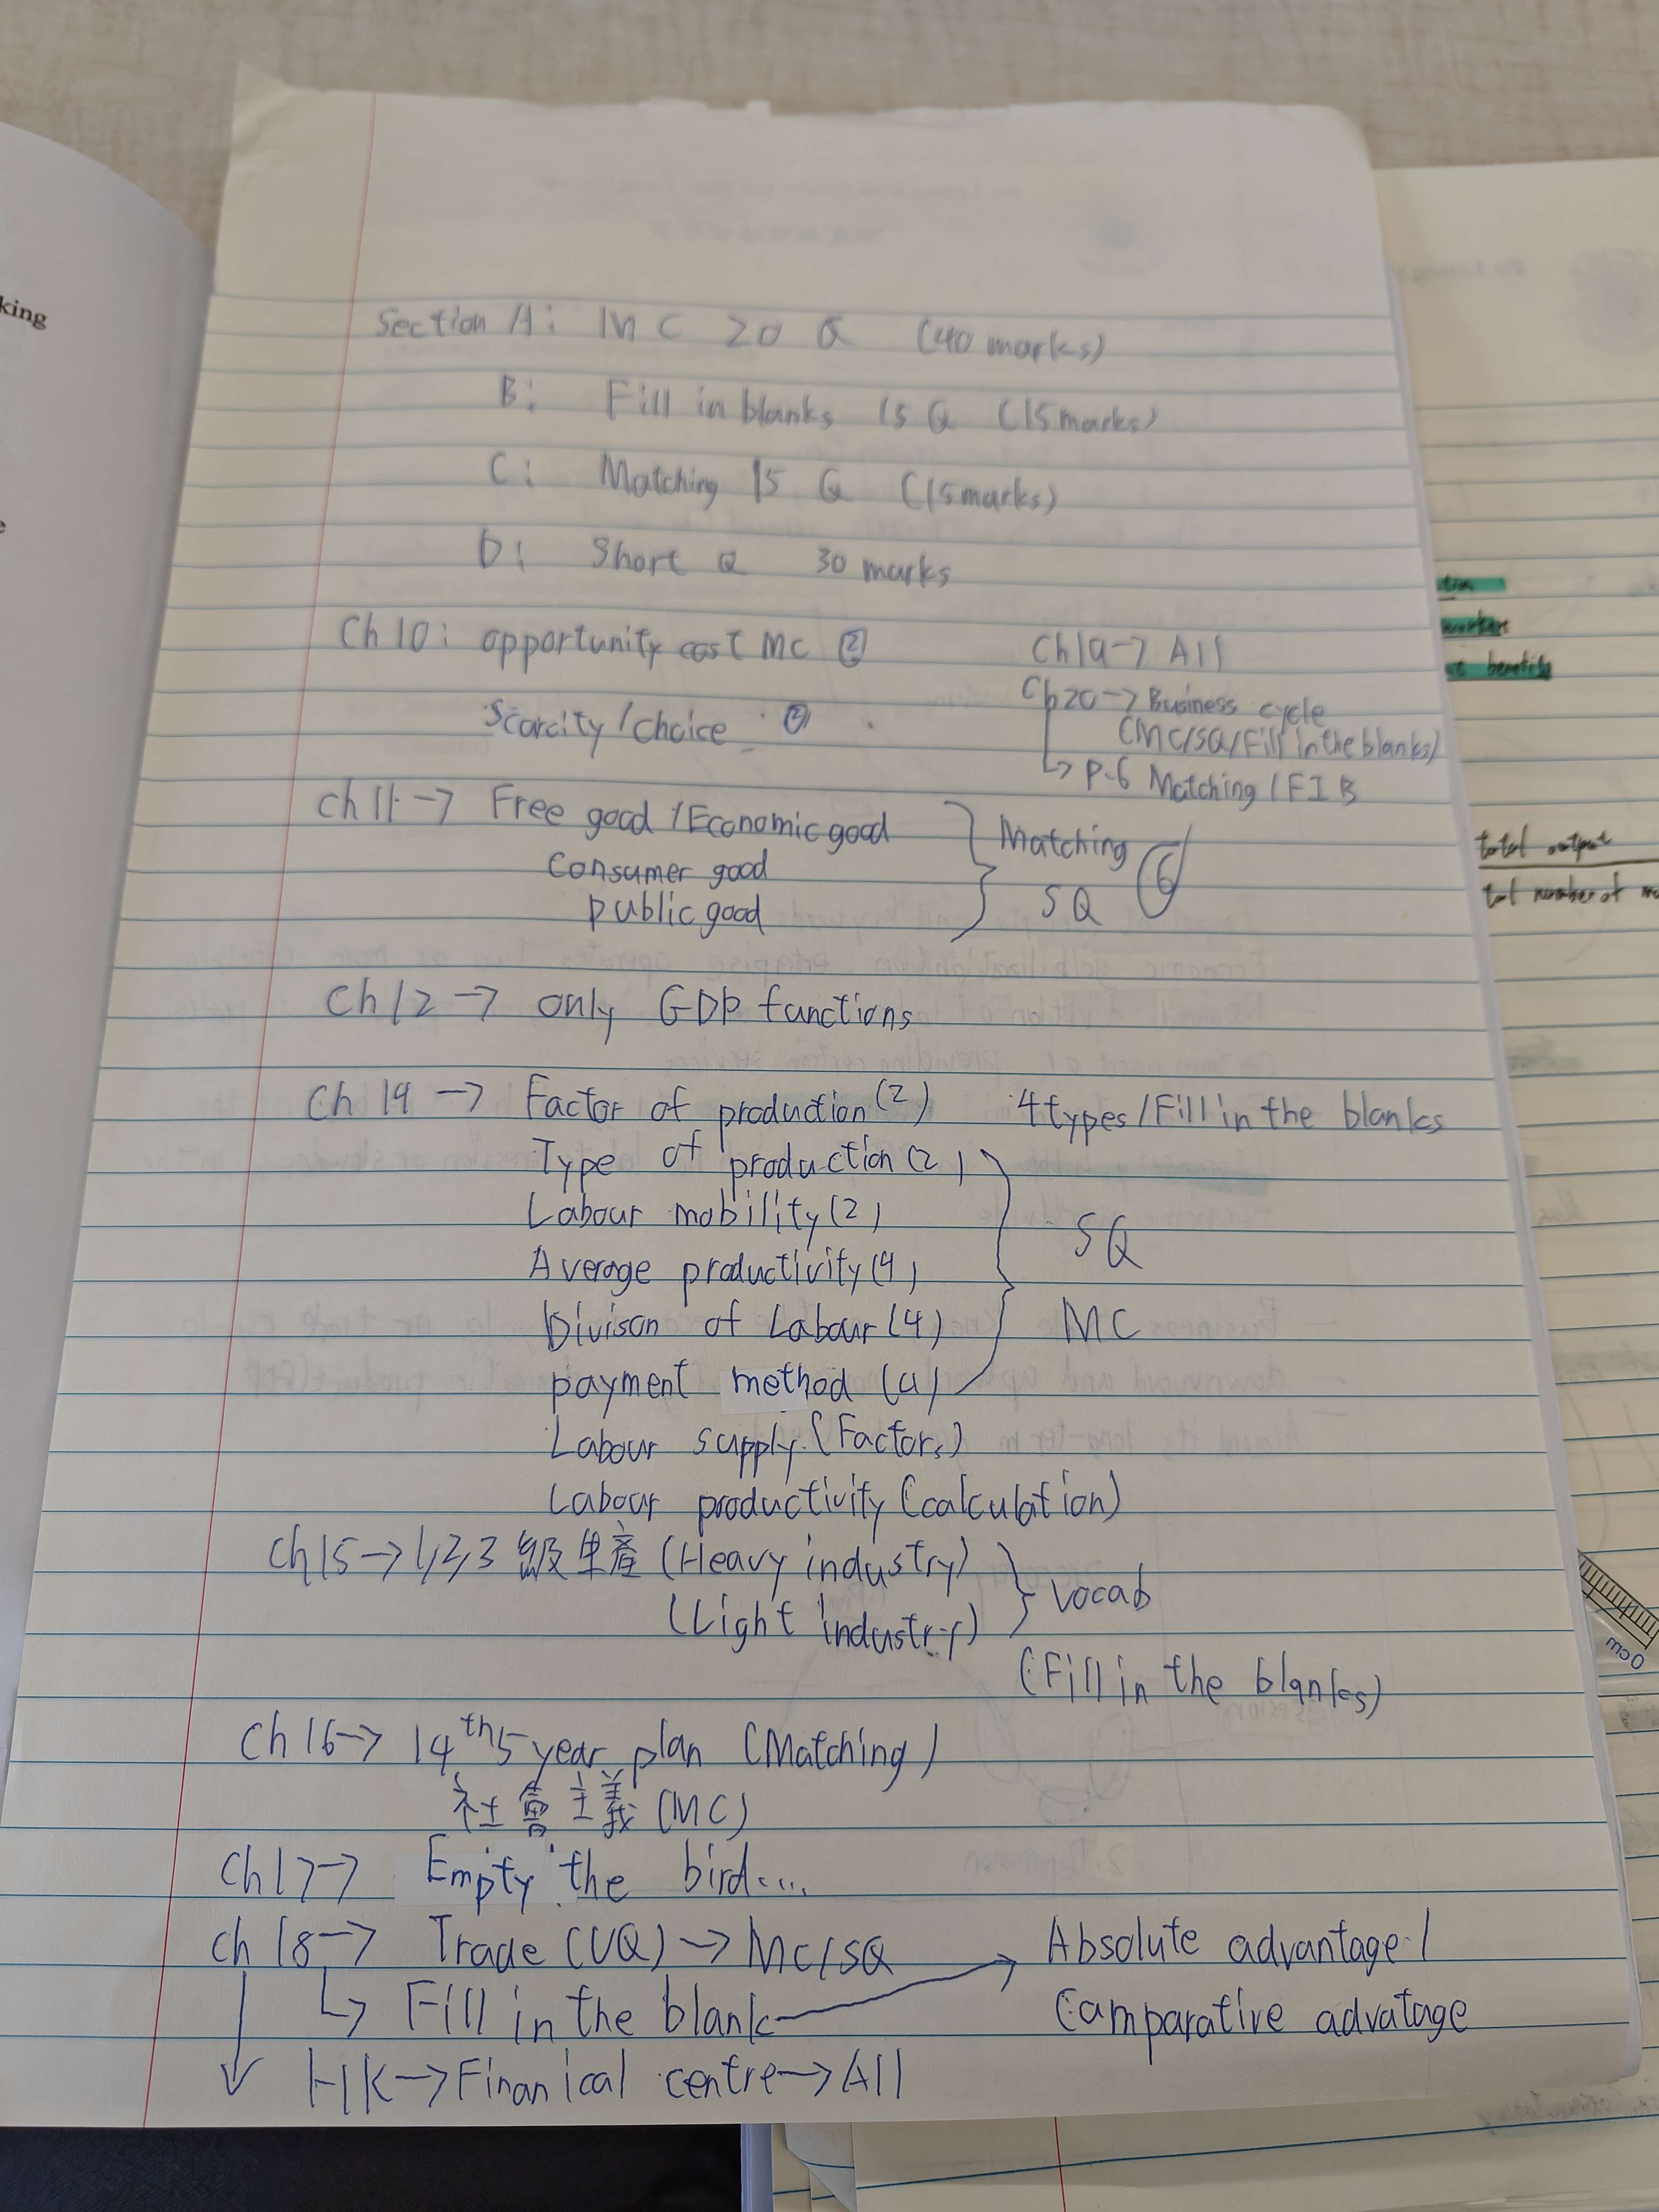 Section A: MC 20 Q (40 marks)
B: Fill in blanks 15 Q (15 marks)
C: Matching 15 Q (15 marks)
D: Short Q 30 marks
Ch 10: opportunity cost MC ②
Scarcity / choice ②
Ch19 → All
Ch20 → Business cycle
(MC/SQ/Fill in the blanks)
↳ P.6 Matching / FIB
Ch 11 → Free good / Economic good
Consumer good
public good
Matching
SQ 6
Ch 12 → only GDP functions
Ch 14 → Factor of production (2) 4 types / Fill in the blanks
Type of production (2)
Labour mobility (2)
Average productivity (4)
Divison of Labour (4)
payment method (4)
SQ
MC
Labour supply (Factors)
Labour productivity (calculation)
Ch 15 → 1,2,3 級生產 (Heavy industry)
(Light industry)
Vocab
(Fill in the blanks)
Ch 16 → 14th 5 year plan (Matching)
社會主義 (MC)
Ch 17 → Empty the bird....
Ch 18 → Trade (UQ) → MC/SQ
↳ Fill in the blank → Absolute advantage /
Comparative advatage
HK → Finanical centre → All
king
total output
total number of
0cm